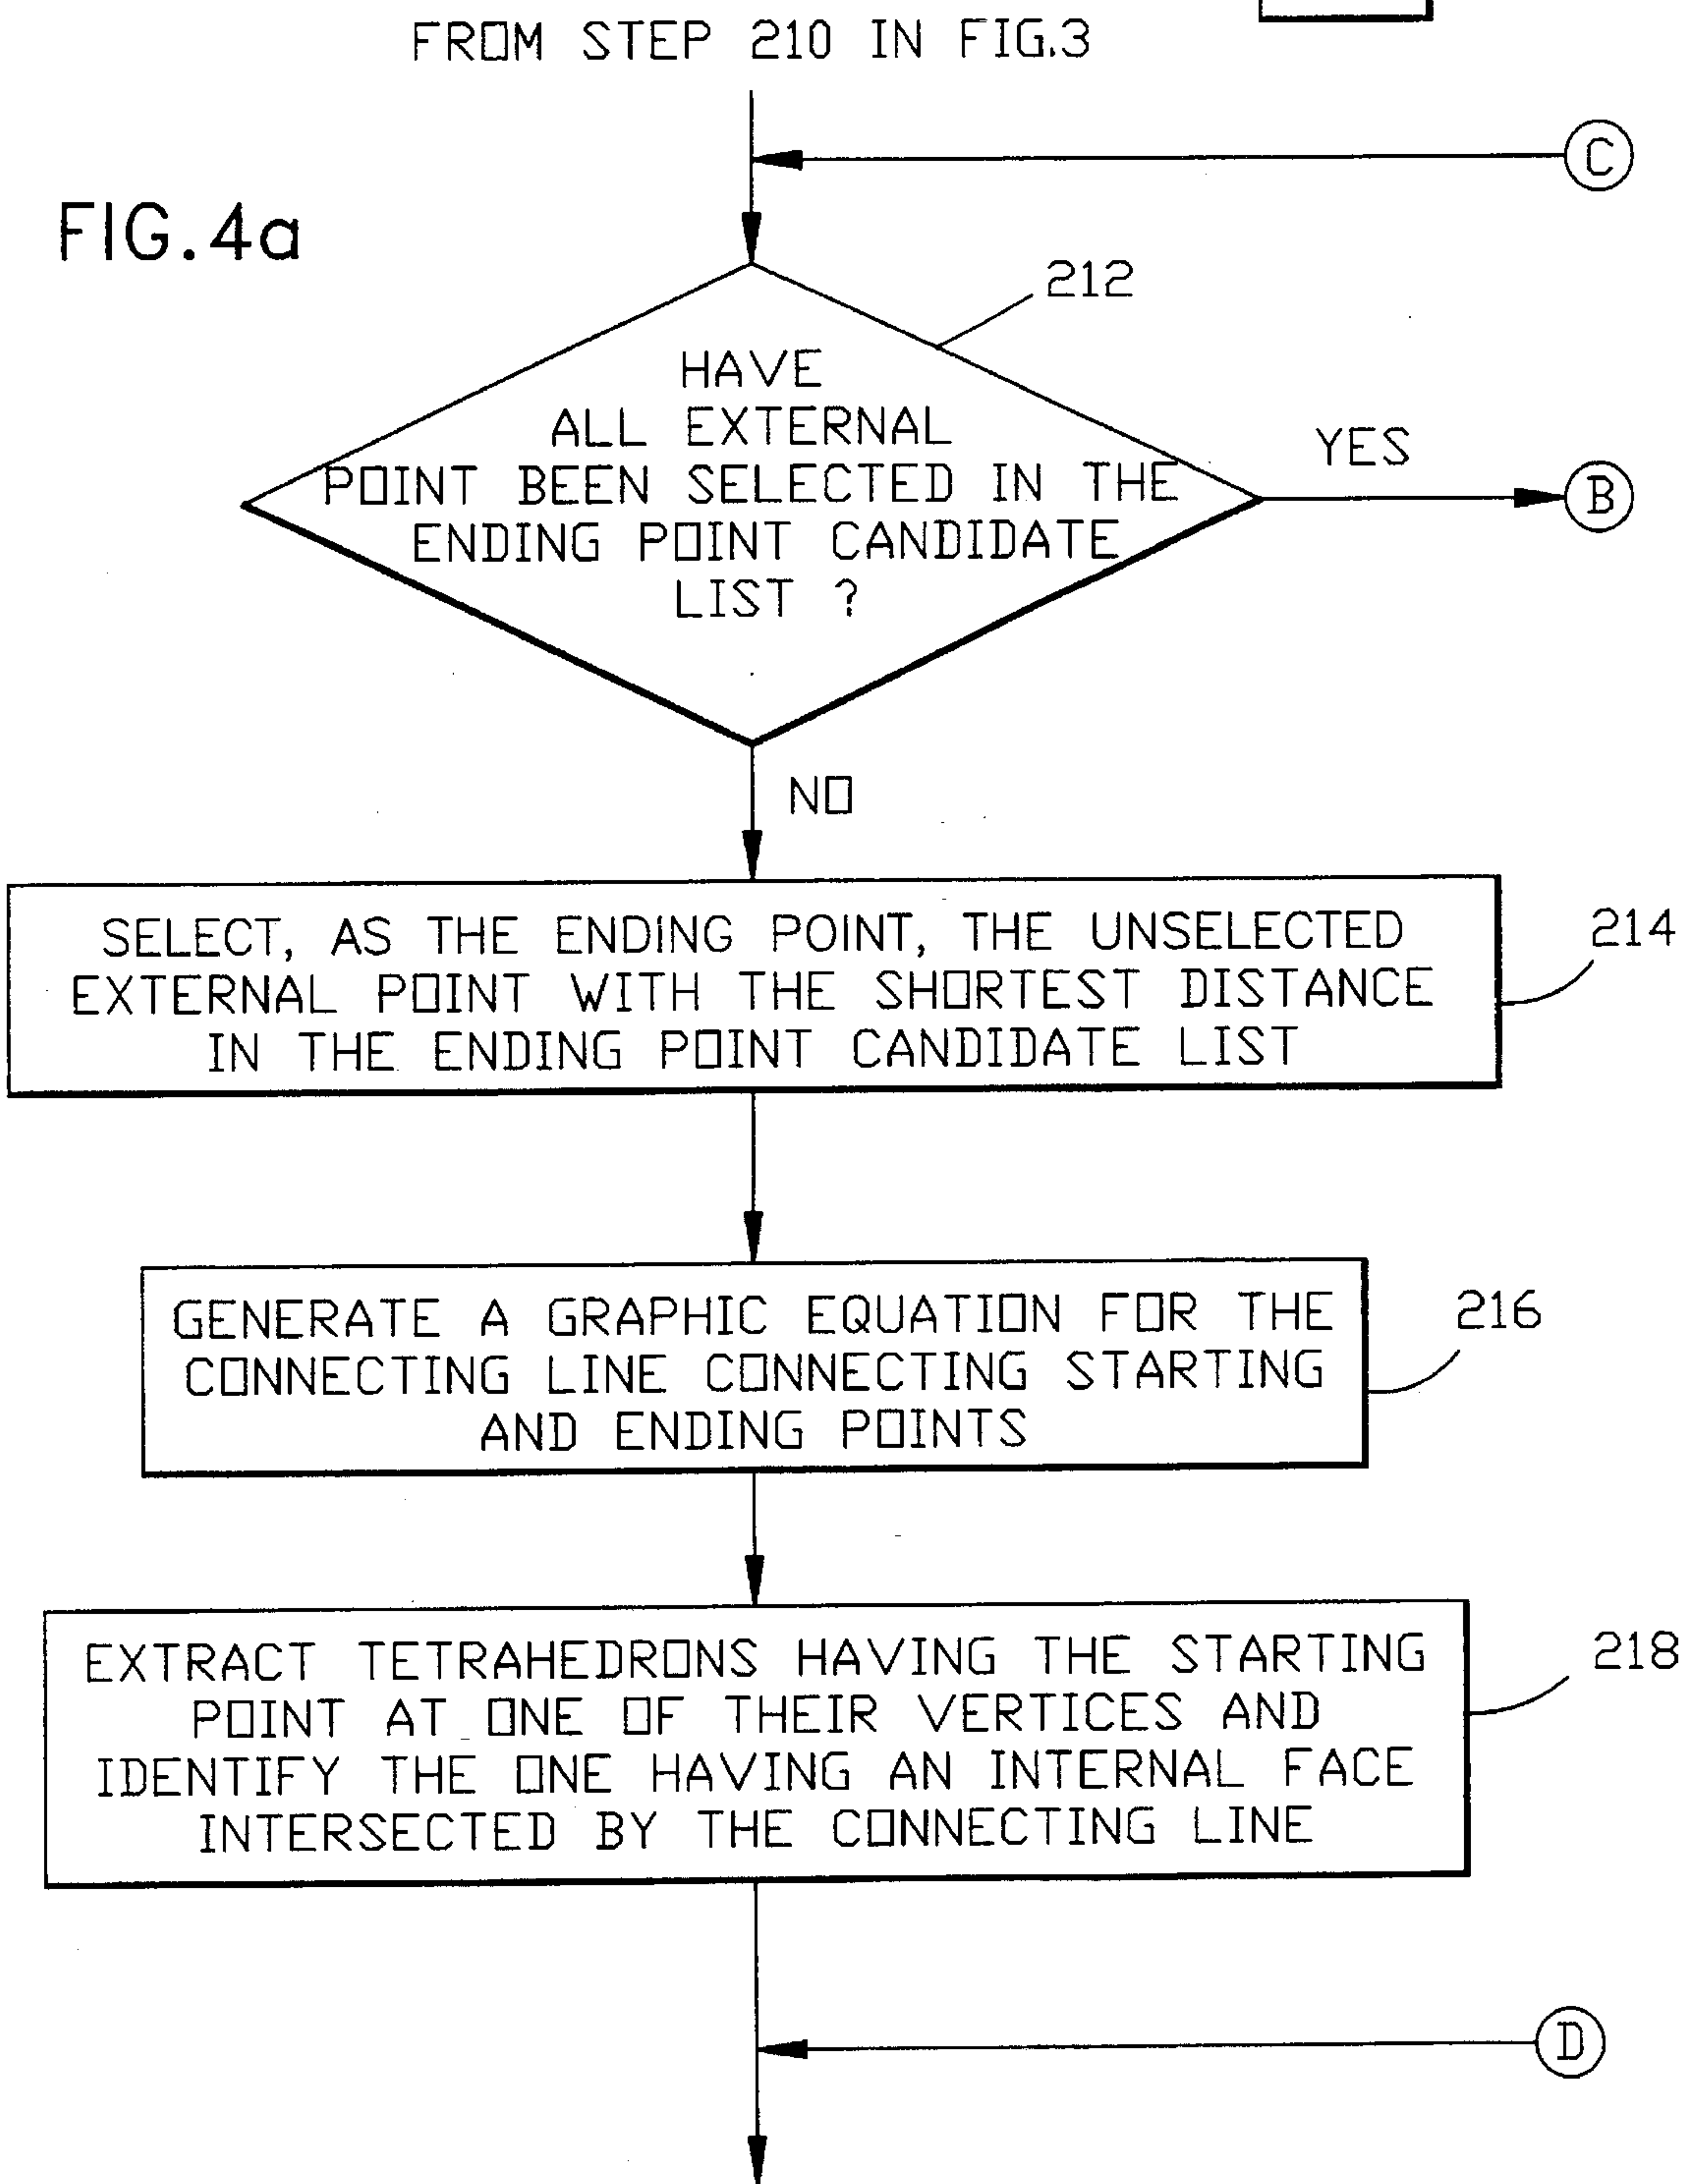 FROM STEP 210 IN FIG.3
C
FIG.4a
212
HAVE
ALL EXTERNAL
POINT BEEN SELECTED IN THE
ENDING POINT CANDIDATE
LIST ?
YES
B
NO
SELECT, AS THE ENDING POINT, THE UNSELECTED
EXTERNAL POINT WITH THE SHORTEST DISTANCE
IN THE ENDING POINT CANDIDATE LIST
214
GENERATE A GRAPHIC EQUATION FOR THE
CONNECTING LINE CONNECTING STARTING
AND ENDING POINTS
216
EXTRACT TETRAHEDRONS HAVING THE STARTING
POINT AT ONE OF THEIR VERTICES AND
IDENTIFY THE ONE HAVING AN INTERNAL FACE
INTERSECTED BY THE CONNECTING LINE
218
D